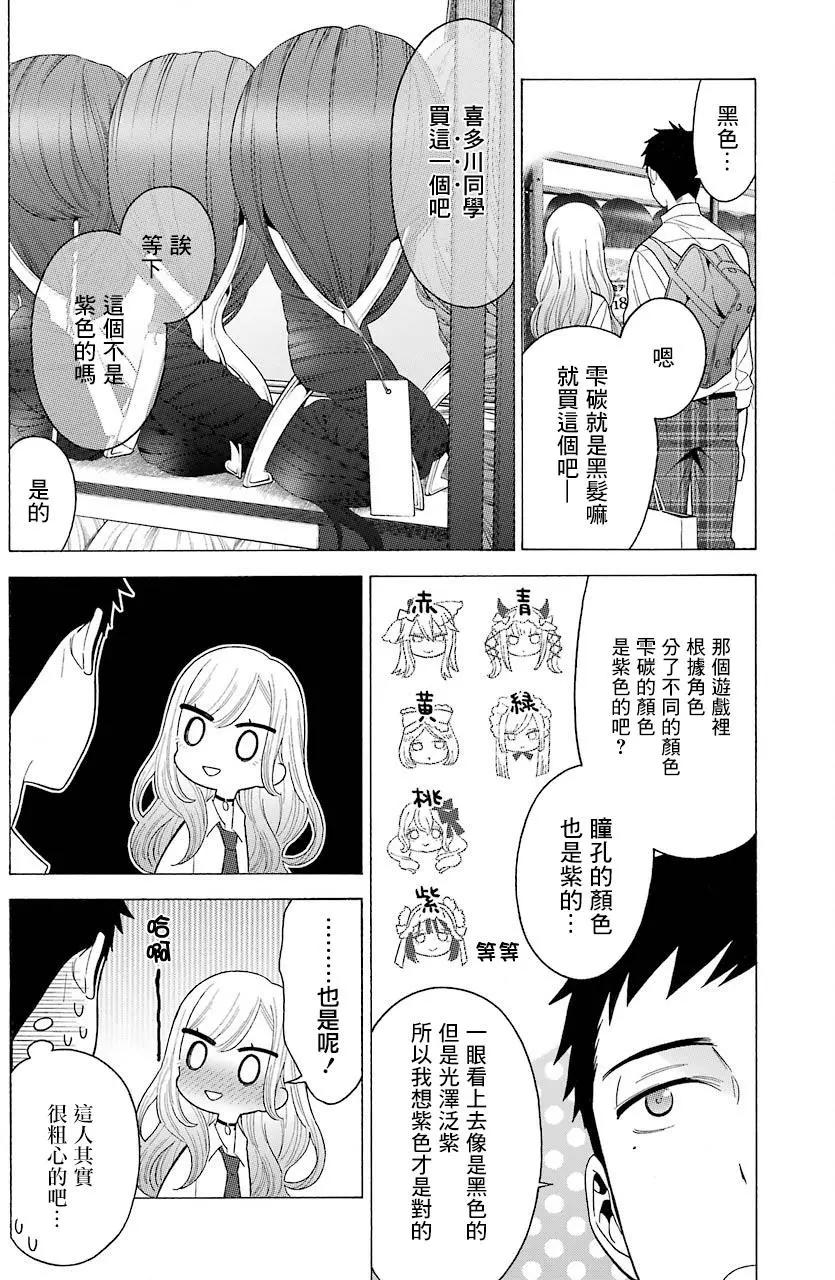 黑色…
嗯
雫碳就是黑髮嘛
就買這個吧—
喜多川同學
買這一個吧
誒
等下
這個不是
紫色的嗎
是的
那個遊戲裡
根據角色
分了不同的顏色
雫碳的顏色
是紫色的吧？
瞳孔的顏色
也是紫的…
青
赤
緑
黄
桃
紫
等等
一眼看上去像是黑色的
但是光澤泛紫
所以我想紫色才是對的
………也是呢！
哈啊
這人其實
很粗心的吧…